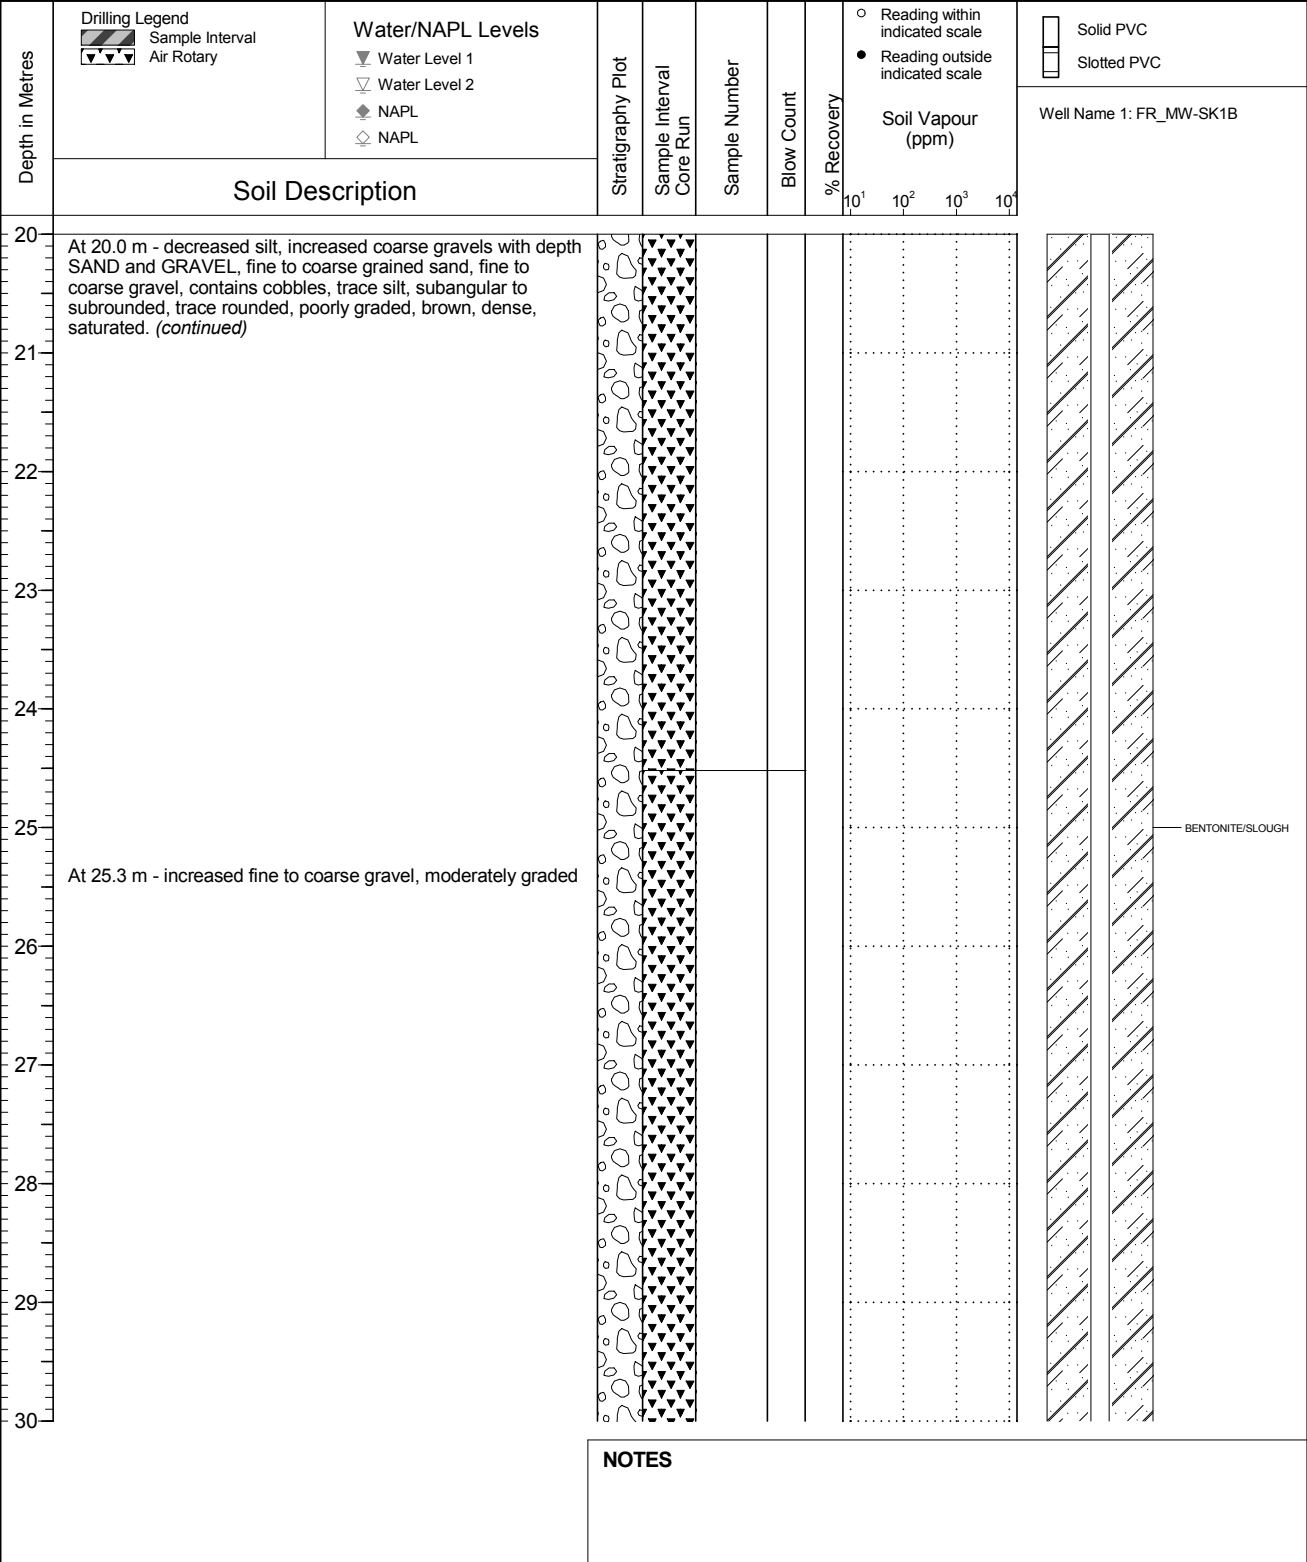 Depth in Metres
Drilling Legend
Sample Interval
Air Rotary
Water/NAPL Levels
Water Level 1
Water Level 2
NAPL
NAPL
Soil Description
Stratigraphy Plot
Sample Interval
Core Run
Sample Number
Blow Count
% Recovery
Reading within
indicated scale
Reading outside
indicated scale
Soil Vapour
(ppm)
10¹ 10² 10³ 10⁴
Solid PVC
Slotted PVC
Well Name 1: FR_MW-SK1B
20
At 20.0 m - decreased silt, increased coarse gravels with depth
SAND and GRAVEL, fine to coarse grained sand, fine to
coarse gravel, contains cobbles, trace silt, subangular to
subrounded, trace rounded, poorly graded, brown, dense,
saturated. (continued)
21
22
23
24
25
BENTONITE/SLOUGH
At 25.3 m - increased fine to coarse gravel, moderately graded
26
27
28
29
30
NOTES